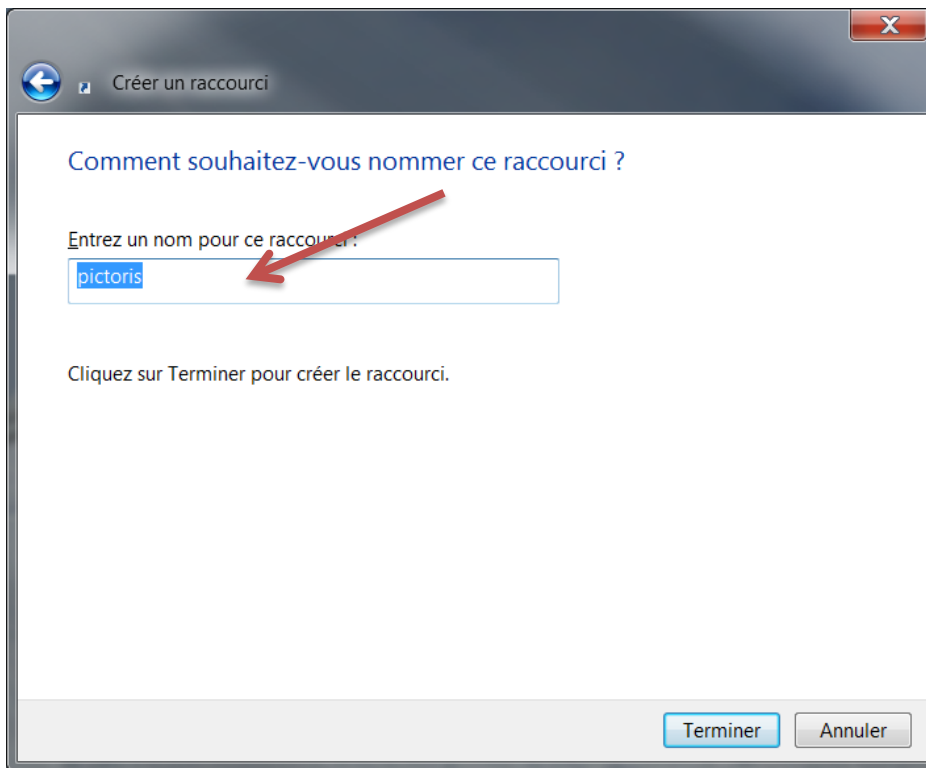 Créer un raccourci
Comment souhaitez-vous nommer ce raccourci ?
Entrez un nom pour ce raccourci :
pictoris
Cliquez sur Terminer pour créer le raccourci.
Terminer
Annuler